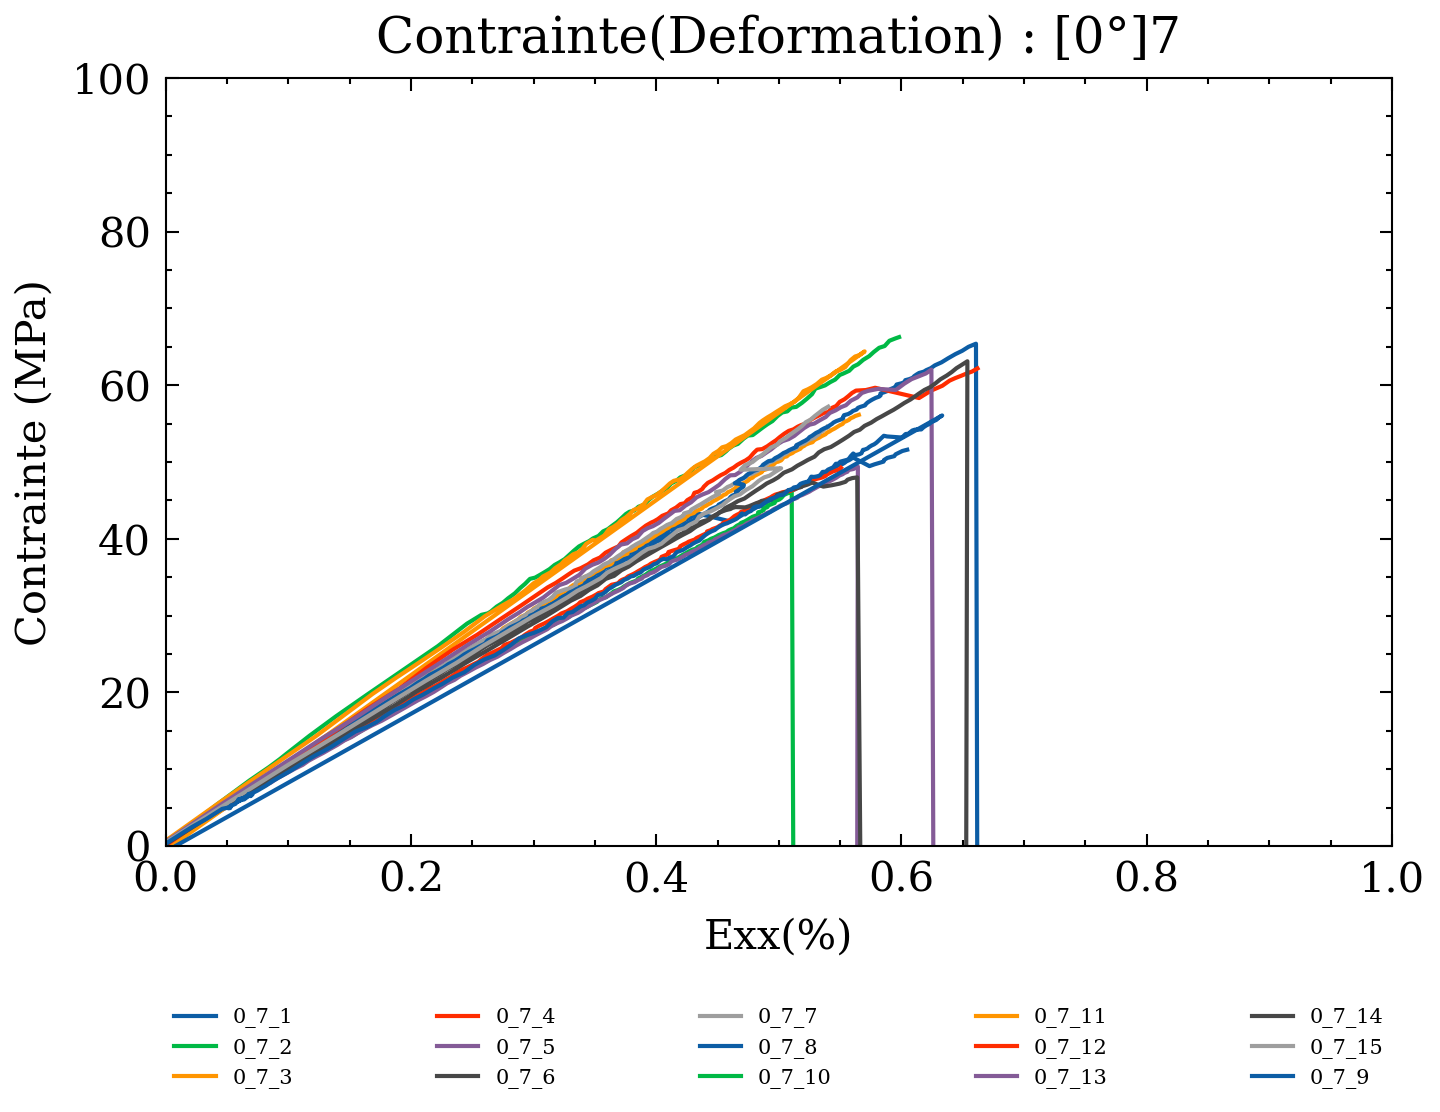 Contrainte(Deformation) : [0°]7
100
80
60
40
20
0
Contrainte (MPa)
0.0 0.2 0.4 0.6 0.8 1.0
Exx(%)
0_7_1 0_7_4 0_7_7 0_7_11 0_7_14
0_7_2 0_7_5 0_7_8 0_7_12 0_7_15
0_7_3 0_7_6 0_7_10 0_7_13 0_7_9